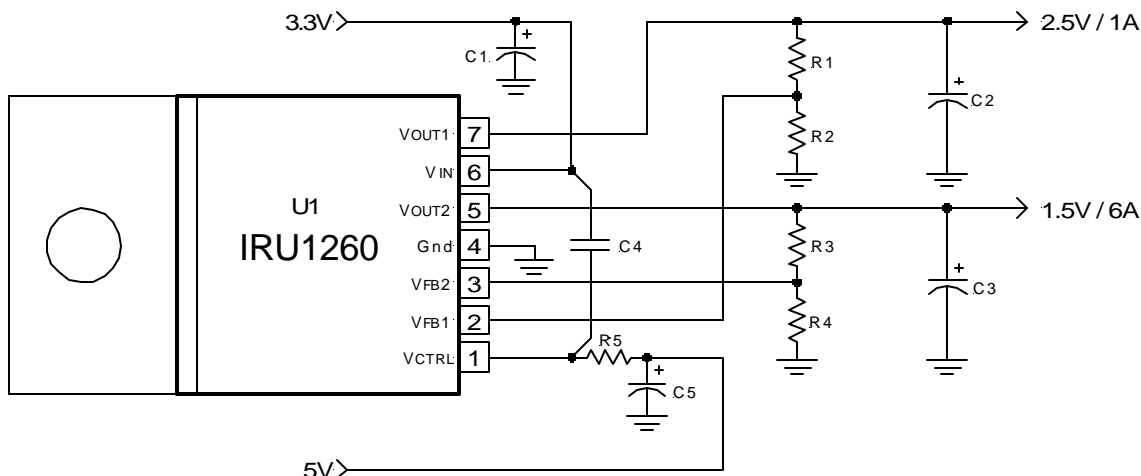 3.3V
C1
+
2.5V / 1A
R1
+
C2
R2
VOUT1 7
VIN 6
VOUT2 5
Gnd 4
VFB2 3
VFB1 2
VCTRL 1
U1
IRU1260
C4
1.5V / 6A
R3
+
C3
R4
R5
+
C5
5V